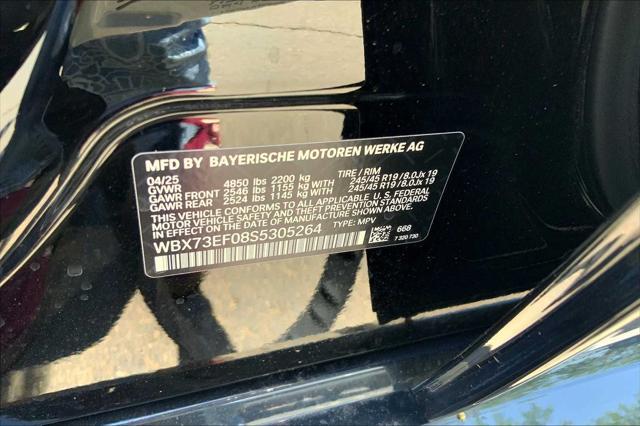 MFD BY BAYERISCHE MOTOREN WERKE AG
04/25 TIRE / RIM
GVWR 4850 lbs 2200 kg
GAWR FRONT 2546 lbs 1155 kg WITH 245/45 R19 / 8.0Jx 19
GAWR REAR 2524 lbs 1145 kg WITH 245/45 R19 / 8.0Jx 19
THIS VEHICLE CONFORMS TO ALL APPLICABLE U.S. FEDERAL
MOTOR VEHICLE SAFETY AND THEFT PREVENTION STANDARDS
IN EFFECT ON THE DATE OF MANUFACTURE SHOWN ABOVE.
WBX73EF08S5305264 TYPE: MPV
668
7 320 730